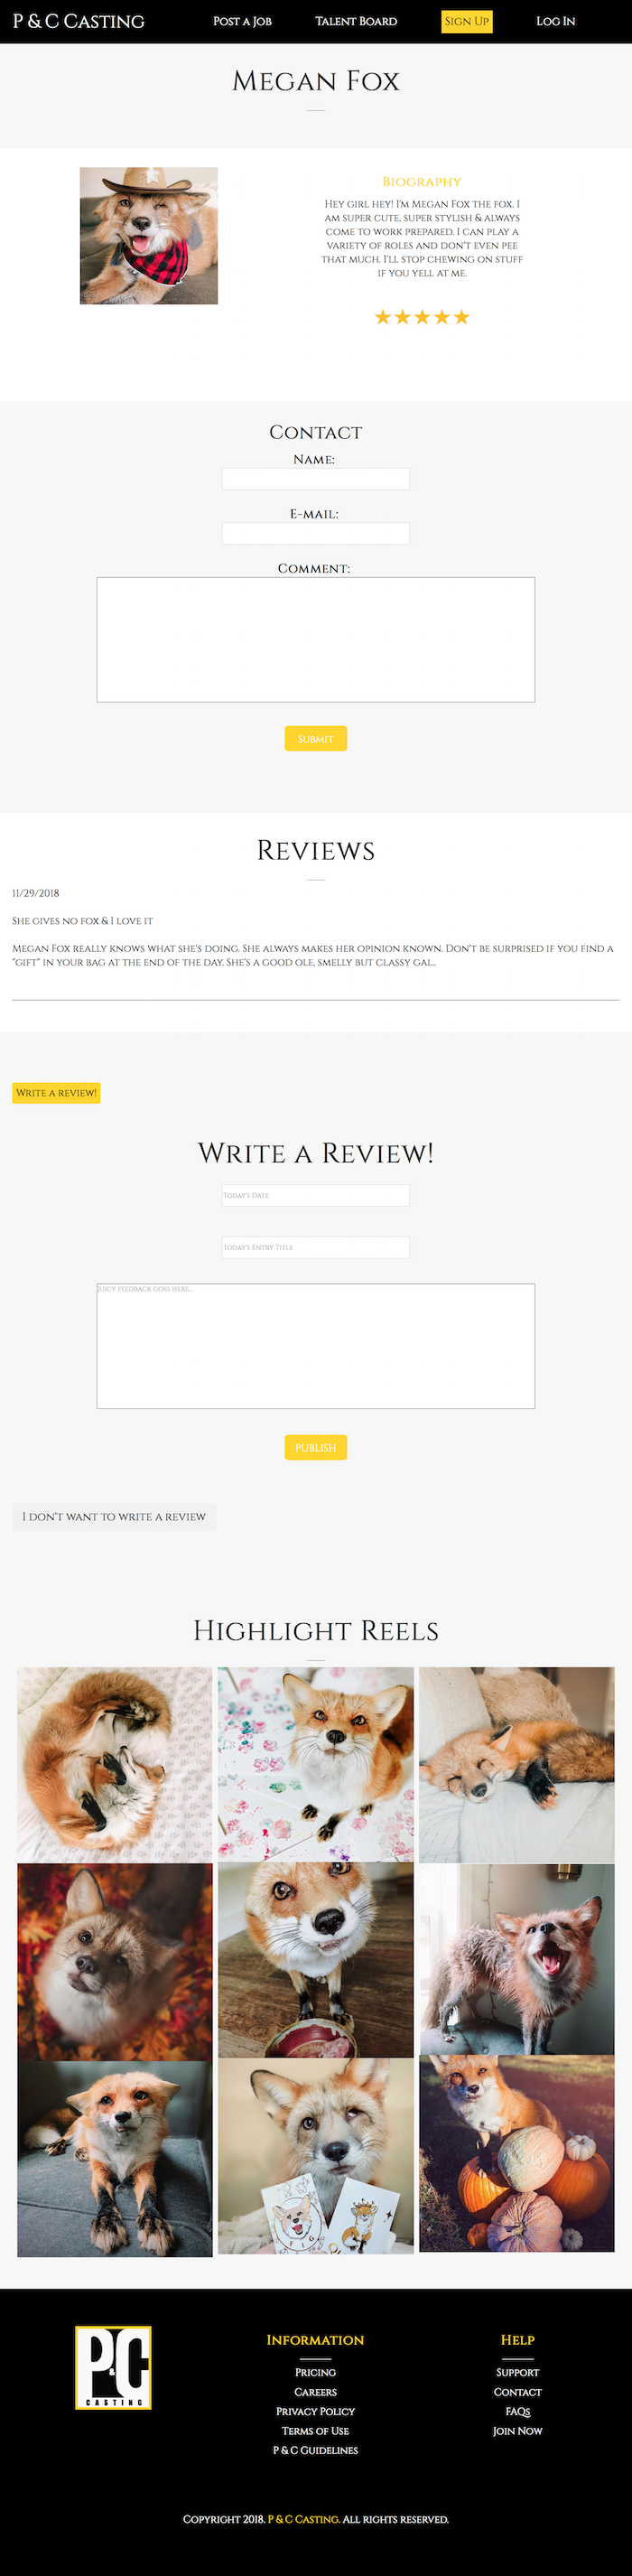 P & C Casting
Post a Job
Talent Board
Sign Up
Log In
Megan Fox
Biography
Hey girl hey! I'm Megan Fox the fox. I
am super cute, super stylish & always
come to work prepared. I can play a
variety of roles and don't even pee
that much. I'll stop chewing on stuff
if you yell at me.
Contact
Name:
E-mail:
Comment:
Submit
Reviews
11/29/2018
She gives no fox & I love it
Megan Fox really knows what she's doing. She always makes her opinion known. Don't be surprised if you find a
"gift" in your bag at the end of the day. She's a good ole, smelly but classy gal..
Write a review!
Write a Review!
Today's Date
Today's Entry Title
Juicy feedback goes here...
PUBLISH
I don't want to write a review
Highlight Reels
P&C
CASTING
Information
Pricing
Careers
Privacy Policy
Terms of Use
P & C Guidelines
Help
Support
Contact
FAQs
Join Now
Copyright 2018. P & C Casting. All rights reserved.